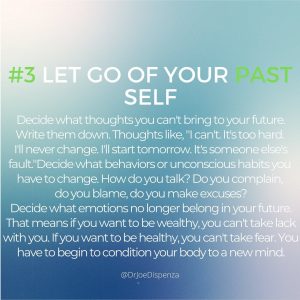 #3 LET GO OF YOUR PAST
SELF
Decide what thoughts you can't bring to your future.
Write them down. Thoughts like, "I can't. It's too hard.
I'll never change. I'll start tomorrow. It's someone else's
fault."Decide what behaviors or unconscious habits you
have to change. How do you talk? Do you complain,
do you blame, do you make excuses?
Decide what emotions no longer belong in your future.
That means if you want to be wealthy, you can't take lack
with you. If you want to be healthy, you can't take fear. You
have to begin to condition your body to a new mind.
@DrJoeDispenza